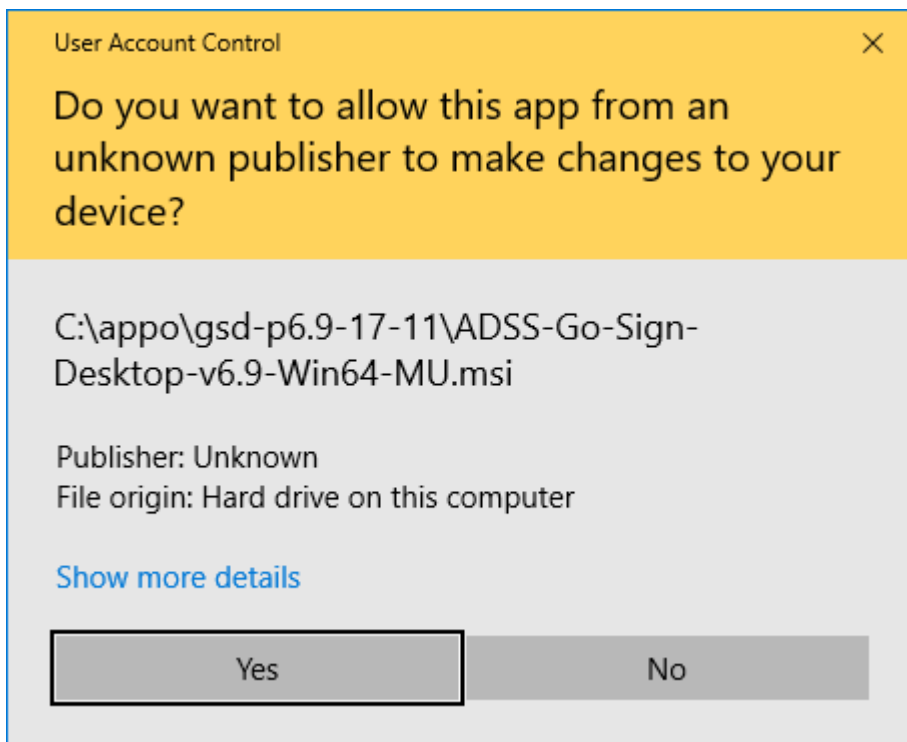 User Account Control
Do you want to allow this app from an
unknown publisher to make changes to your
device?
C:\appo\gsd-p6.9-17-11\ADSS-Go-Sign-
Desktop-v6.9-Win64-MU.msi
Publisher: Unknown
File origin: Hard drive on this computer
Show more details
Yes
No